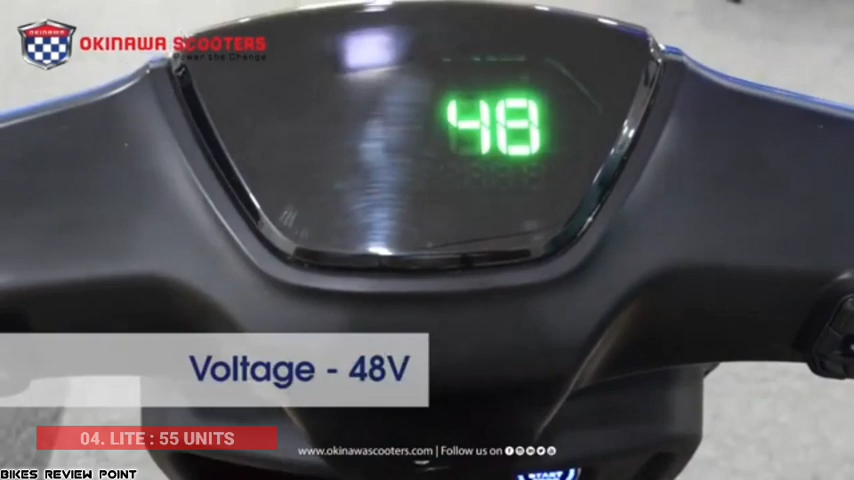 OKINAWA
OKINAWA SCOOTERS
Power the Change
48
Voltage - 48V
04. LITE : 55 UNITS
www.okinawascooters.com | Follow us on
START
BIKES REVIEW POINT